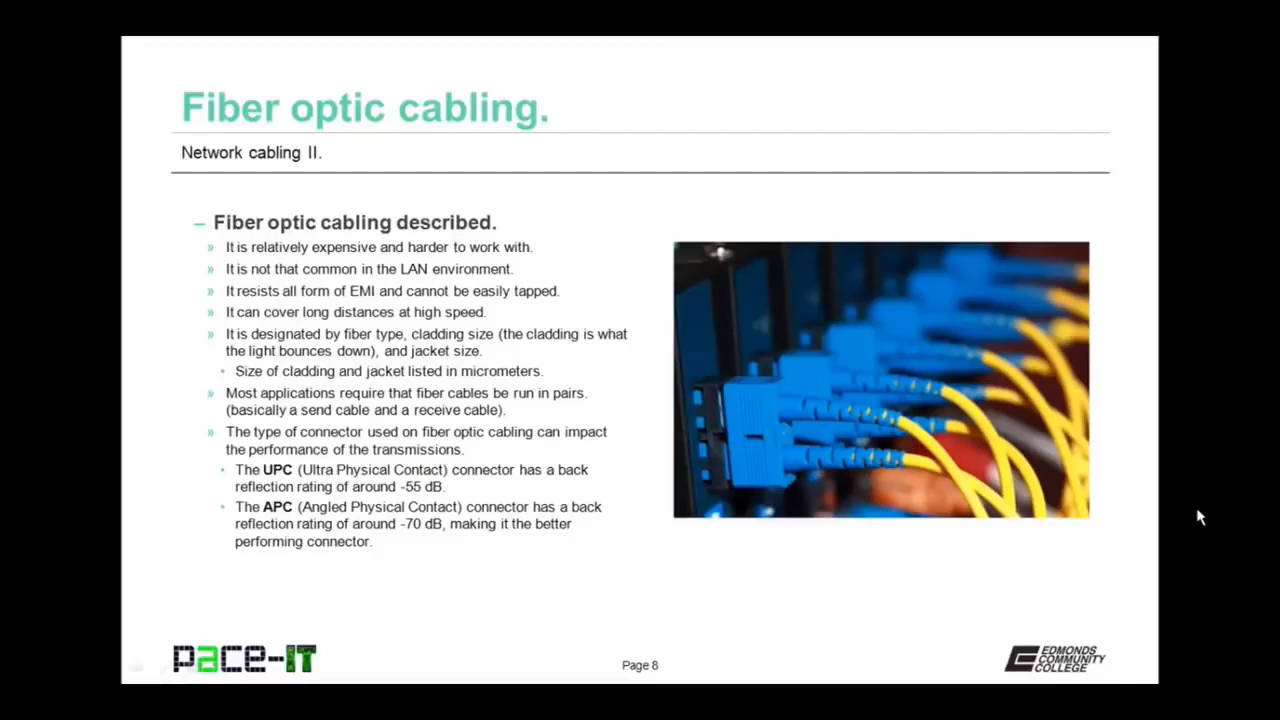 Fiber optic cabling.
Network cabling II.
– Fiber optic cabling described.
» It is relatively expensive and harder to work with.
» It is not that common in the LAN environment.
» It resists all form of EMI and cannot be easily tapped.
» It can cover long distances at high speed.
» It is designated by fiber type, cladding size (the cladding is what
the light bounces down), and jacket size.
• Size of cladding and jacket listed in micrometers.
» Most applications require that fiber cables be run in pairs.
(basically a send cable and a receive cable).
» The type of connector used on fiber optic cabling can impact
the performance of the transmissions.
• The UPC (Ultra Physical Contact) connector has a back
reflection rating of around -55 dB.
• The APC (Angled Physical Contact) connector has a back
reflection rating of around -70 dB, making it the better
performing connector.
pace-IT
Page 8
EDMONDS
COMMUNITY
COLLEGE